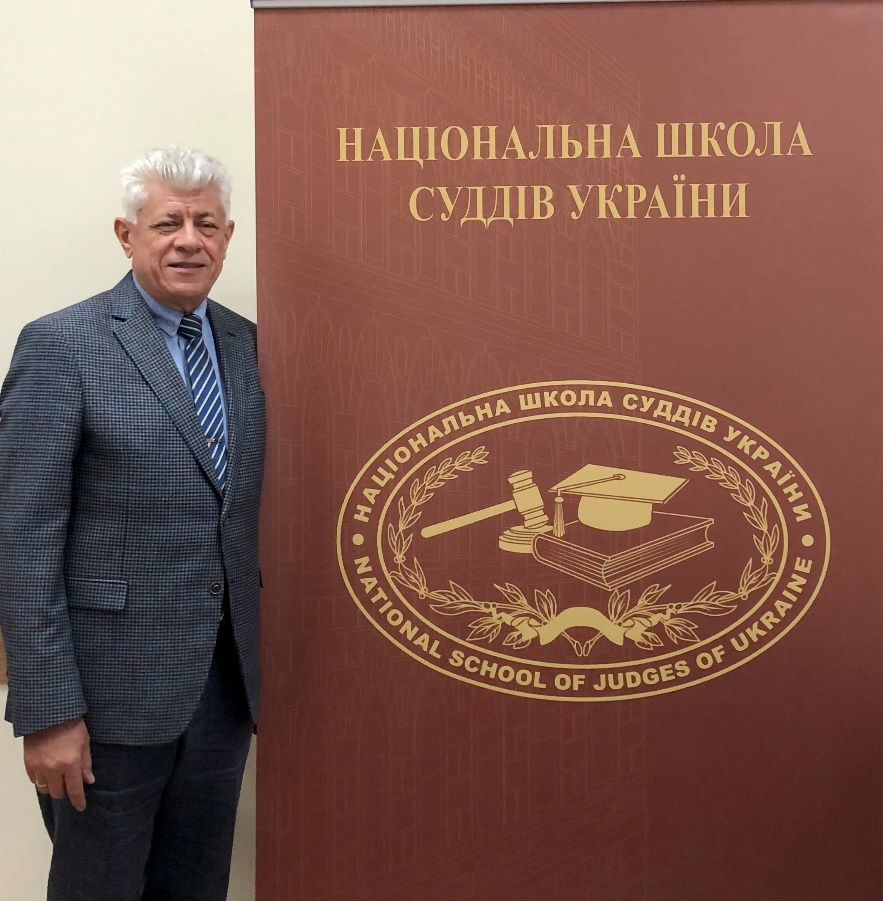 НАЦІОНАЛЬНА ШКОЛА
СУДДІВ УКРАЇНИ
НАЦІОНАЛЬНА ШКОЛА СУДДІВ УКРАЇНИ
NATIONAL SCHOOL OF JUDGES OF UKRAINE